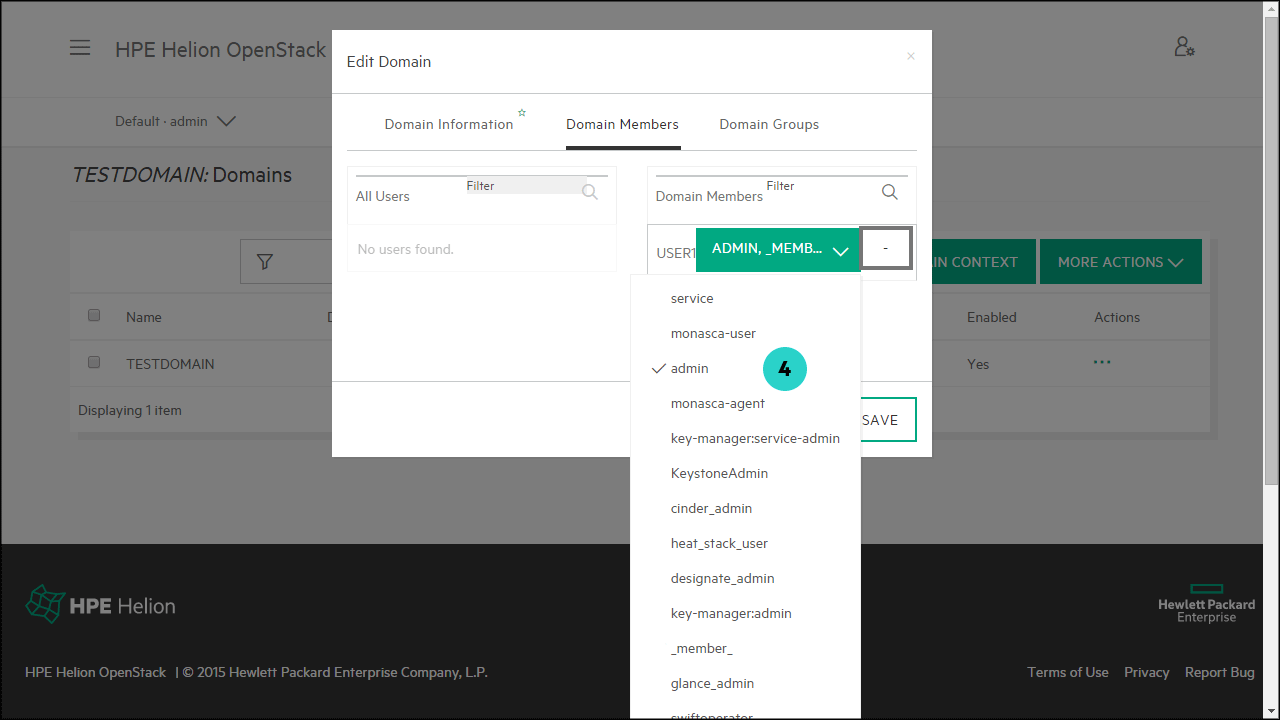 HPE Helion OpenStack
Edit Domain
×
Default · admin
Domain Information
Domain Members
Domain Groups
TESTDOMAIN: Domains
All Users
Filter
Domain Members
Filter
No users found.
USER1
ADMIN, _MEMB...
-
IN CONTEXT
MORE ACTIONS
Name
Enabled
Actions
TESTDOMAIN
Yes
Displaying 1 item
service
monasca-user
admin
4
monasca-agent
key-manager:service-admin
KeystoneAdmin
cinder_admin
heat_stack_user
designate_admin
key-manager:admin
_member_
glance_admin
swiftoperator
SAVE
HPE Helion
Hewlett Packard
Enterprise
HPE Helion OpenStack | © 2015 Hewlett Packard Enterprise Company, L.P.
Terms of Use Privacy Report Bug